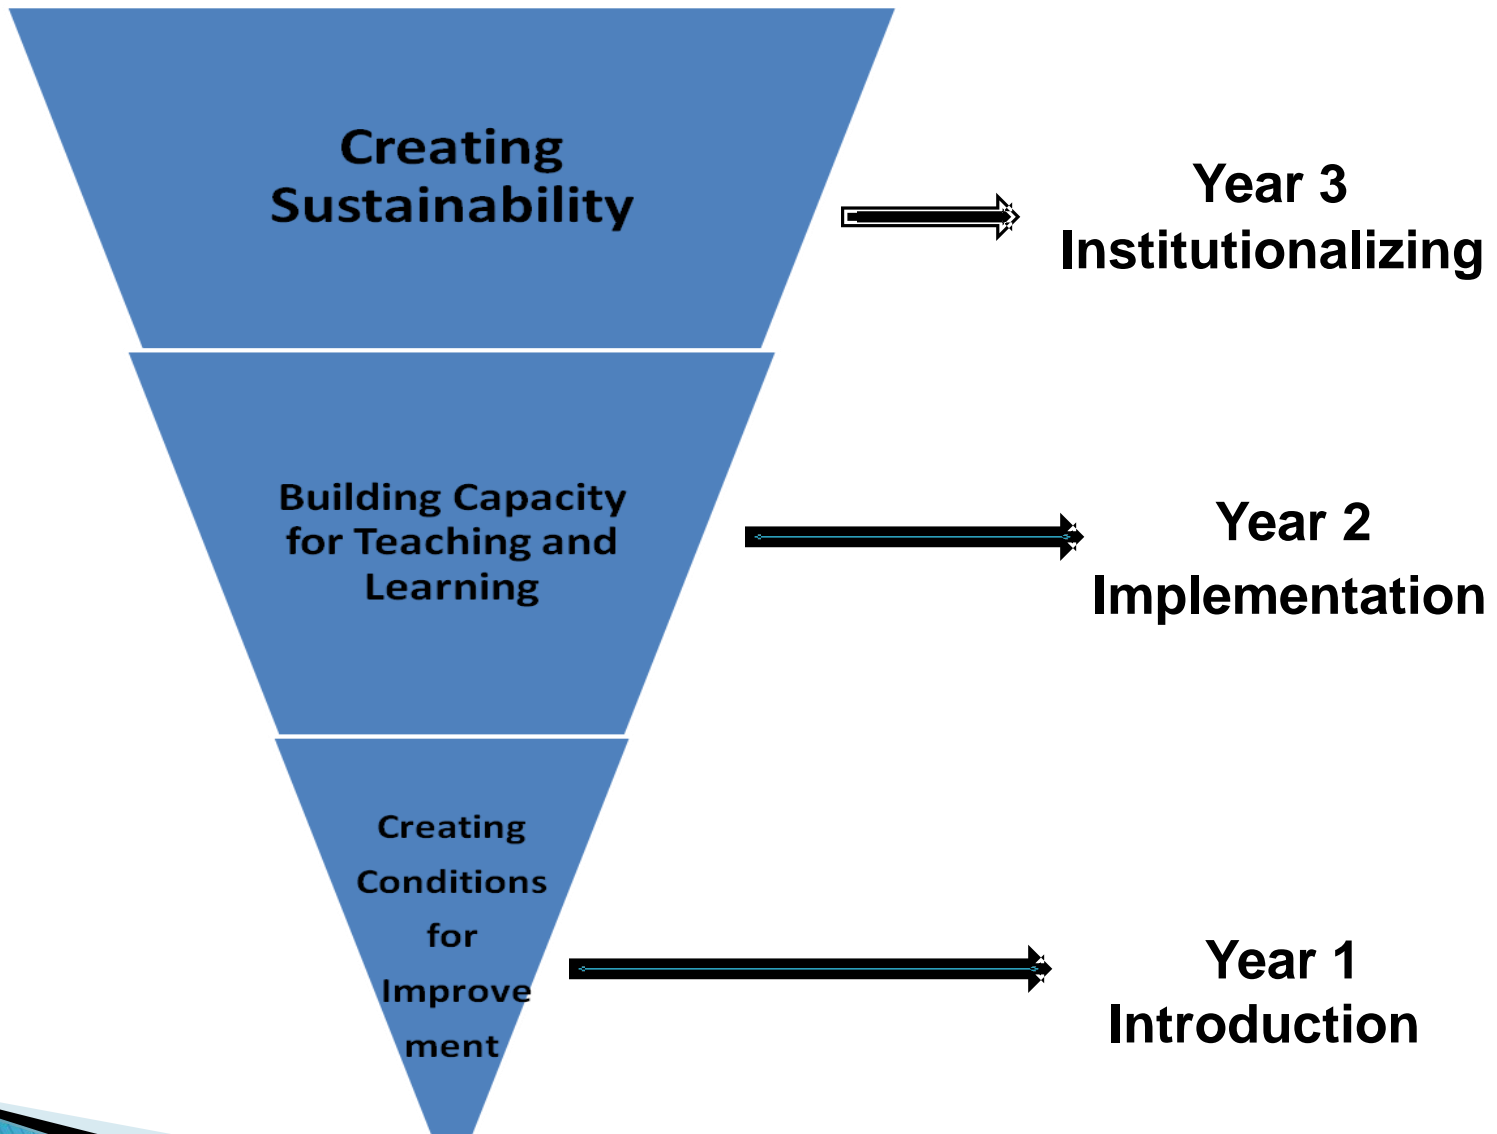 Creating
Sustainability
Year 3
Institutionalizing
Building Capacity
for Teaching and
Learning
Year 2
Implementation
Creating
Conditions
for
Improve
ment
Year 1
Introduction